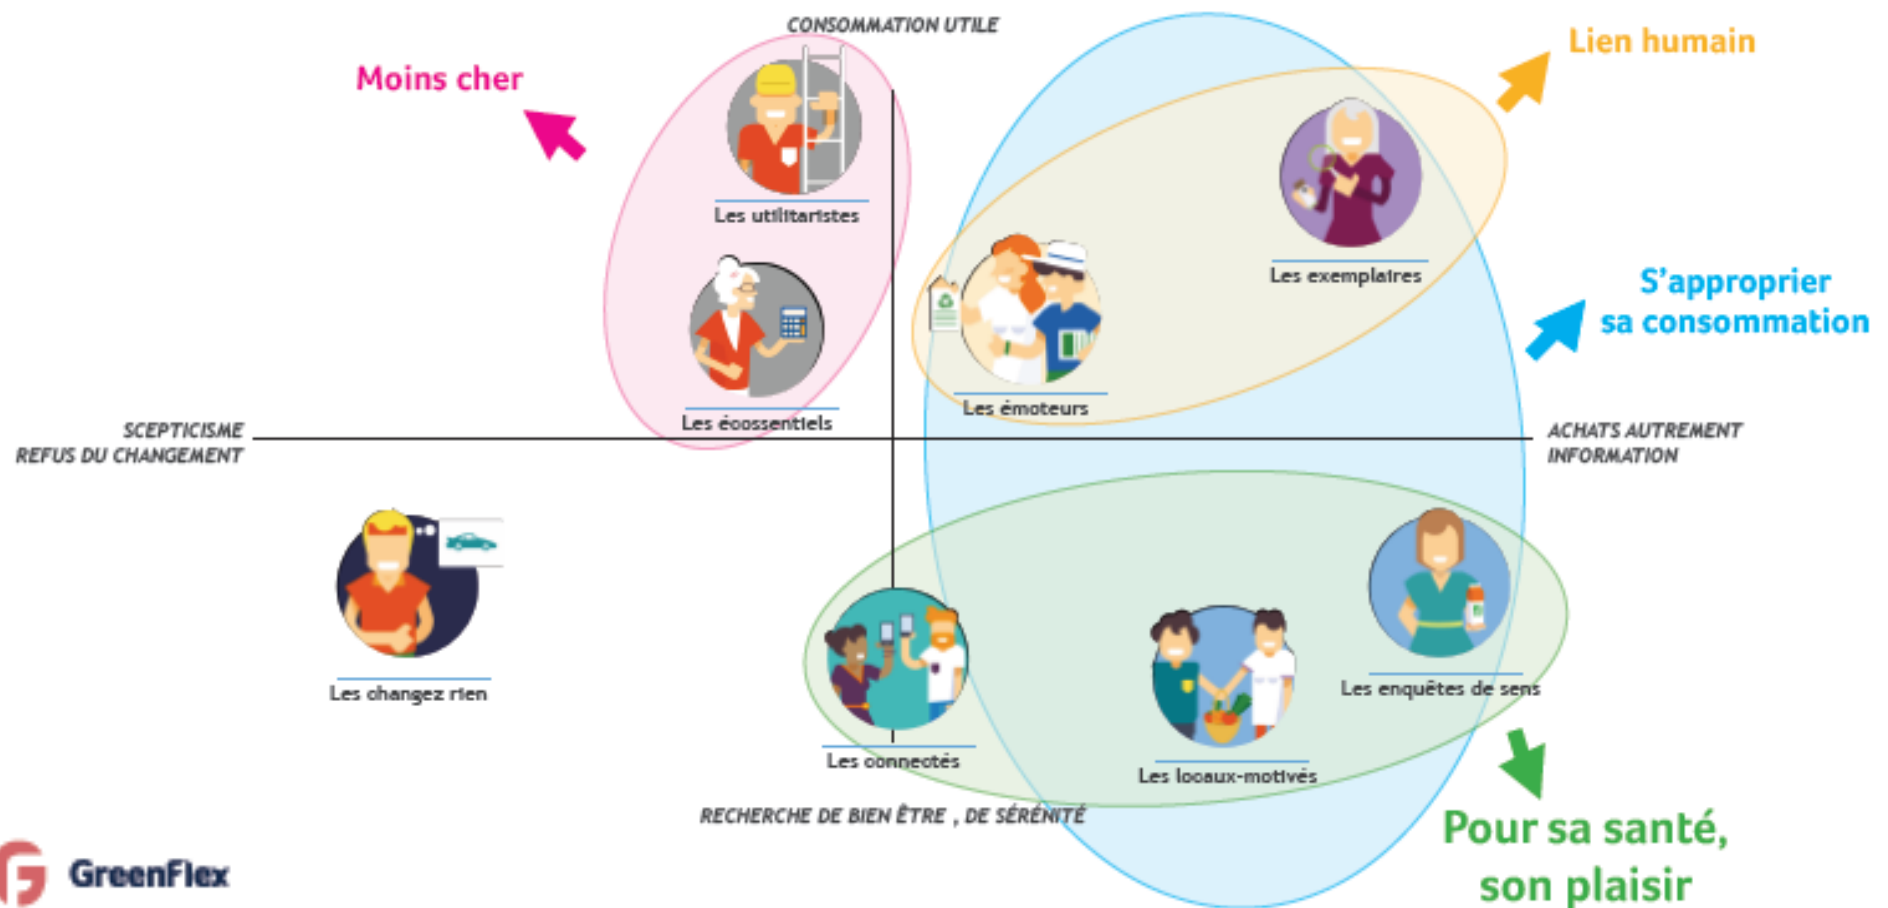 CONSOMMATION UTILE
Moins cher
Lien humain
Les utilitaristes
Les exemplaires
S'approprier
sa consommation
Les écossentiels
Les émoteurs
SCEPTICISME
REFUS DU CHANGEMENT
ACHATS AUTREMENT
INFORMATION
Les changez rien
Les enquêtes de sens
Les connectés
Les locaux-motivés
RECHERCHE DE BIEN ÊTRE , DE SÉRÉNITÉ
Pour sa santé,
son plaisir
GreenFlex